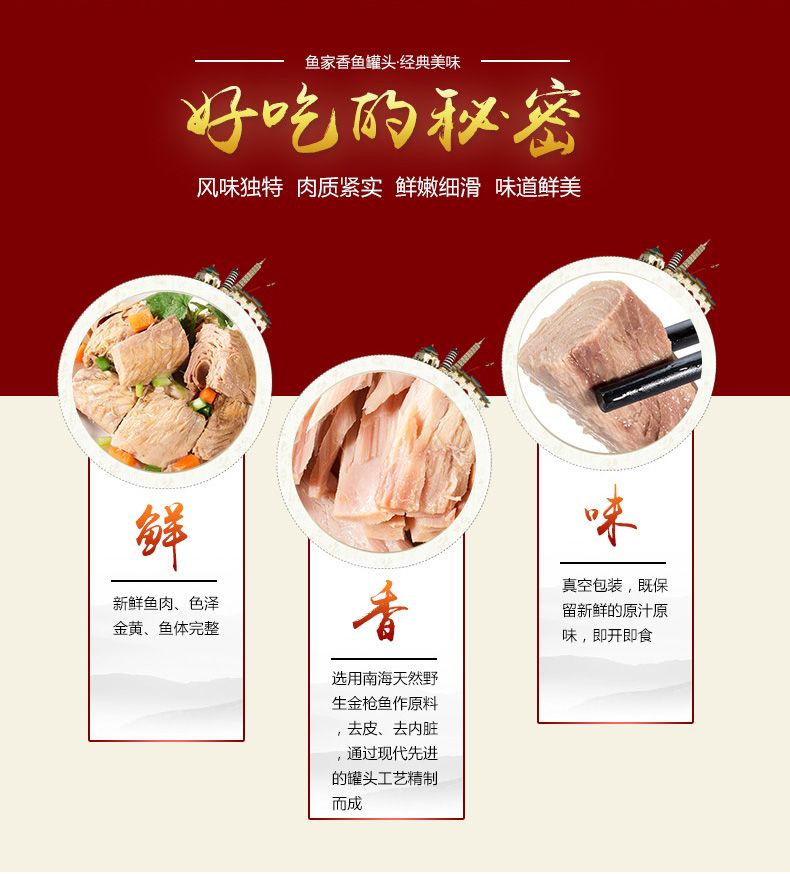 鱼家香鱼罐头·经典美味
好吃的秘密
风味独特 肉质紧实 鲜嫩细滑 味道鲜美
鲜
新鲜鱼肉、色泽
金黄、鱼体完整
香
选用南海天然野
生金枪鱼作原料
，去皮、去内脏
，通过现代先进
的罐头工艺精制
而成
味
真空包装，既保
留新鲜的原汁原
味，即开即食